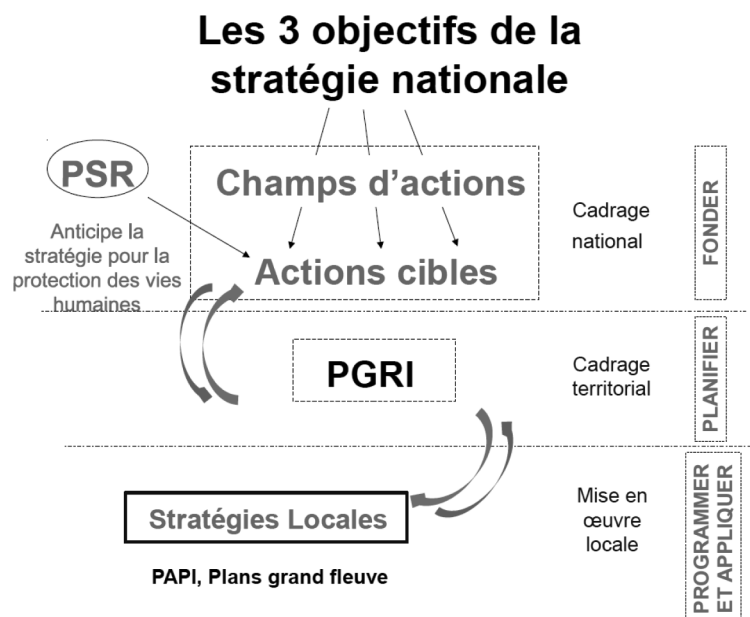 Les 3 objectifs de la
stratégie nationale
PSR
Anticipe la
stratégie pour la
protection des vies
humaines
Champs d’actions
Actions cibles
Cadrage
national
FONDER
PGRI
Cadrage
territorial
PLANIFIER
Stratégies Locales
PAPI, Plans grand fleuve
Mise en
œuvre
locale
PROGRAMMER
ET APPLIQUER